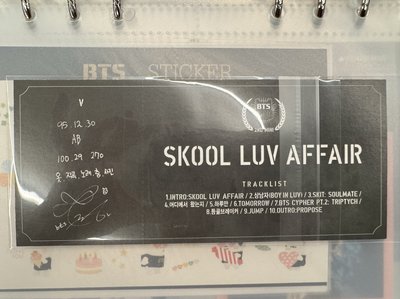 BTS STICKER
V
95.12.30
AB
100.29 270
BTS
SKOOL LUV AFFAIR
TRACKLIST
1.INTRO:SKOOL LUV AFFAIR / 2.상남자(BOY IN LUV) / 3.SKIT: SOULMATE /
4.어디에서 왔는지 / 5.하루만 / 6.TOMORROW / 7.BTS CYPHER PT.2: TRIPTYCH /
8.등골브레이커 / 9.JUMP / 10.OUTRO:PROPOSE